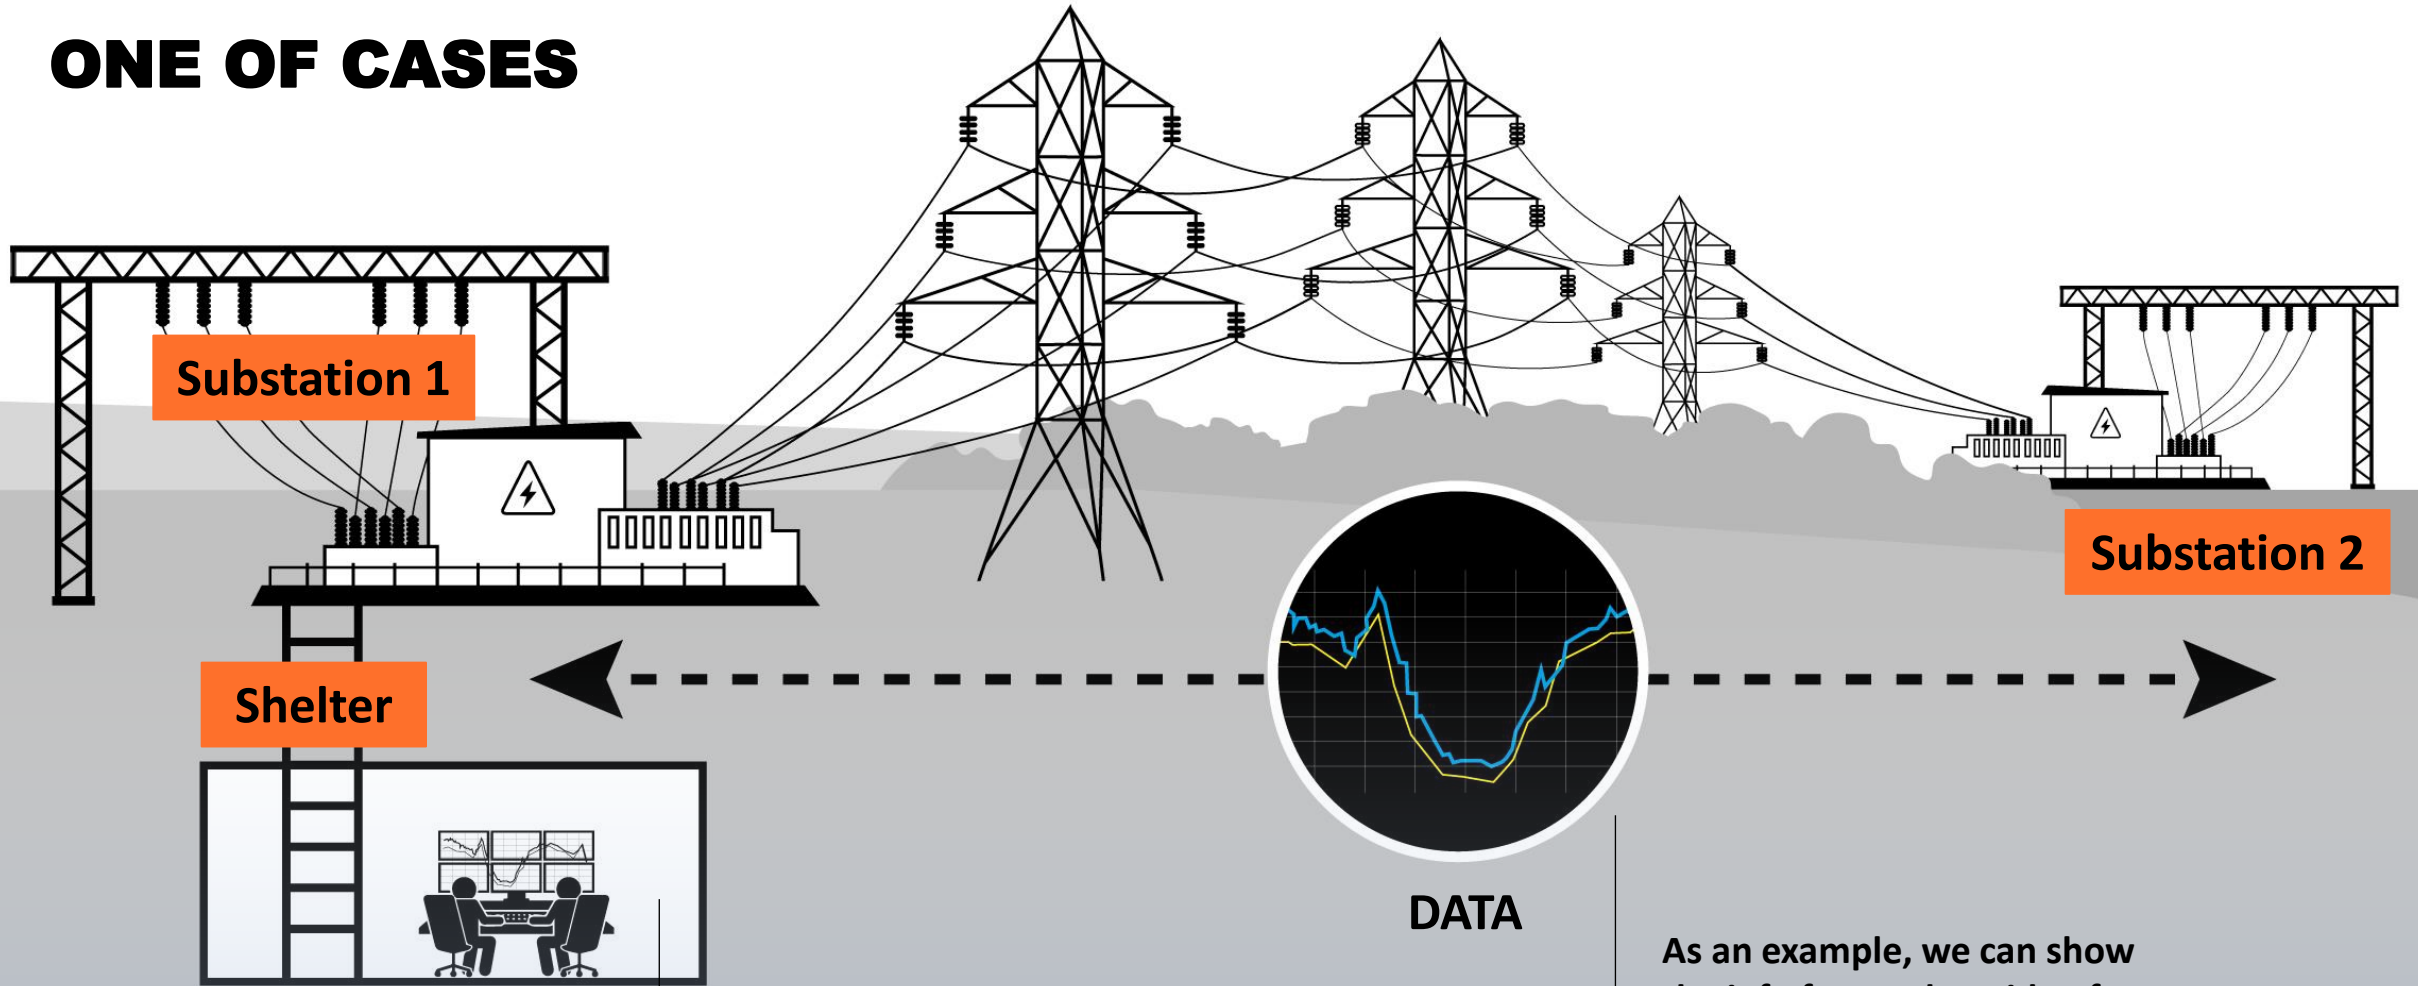 ONE OF CASES
Substation 1
Substation 2
Shelter
DATA
As an example, we can show